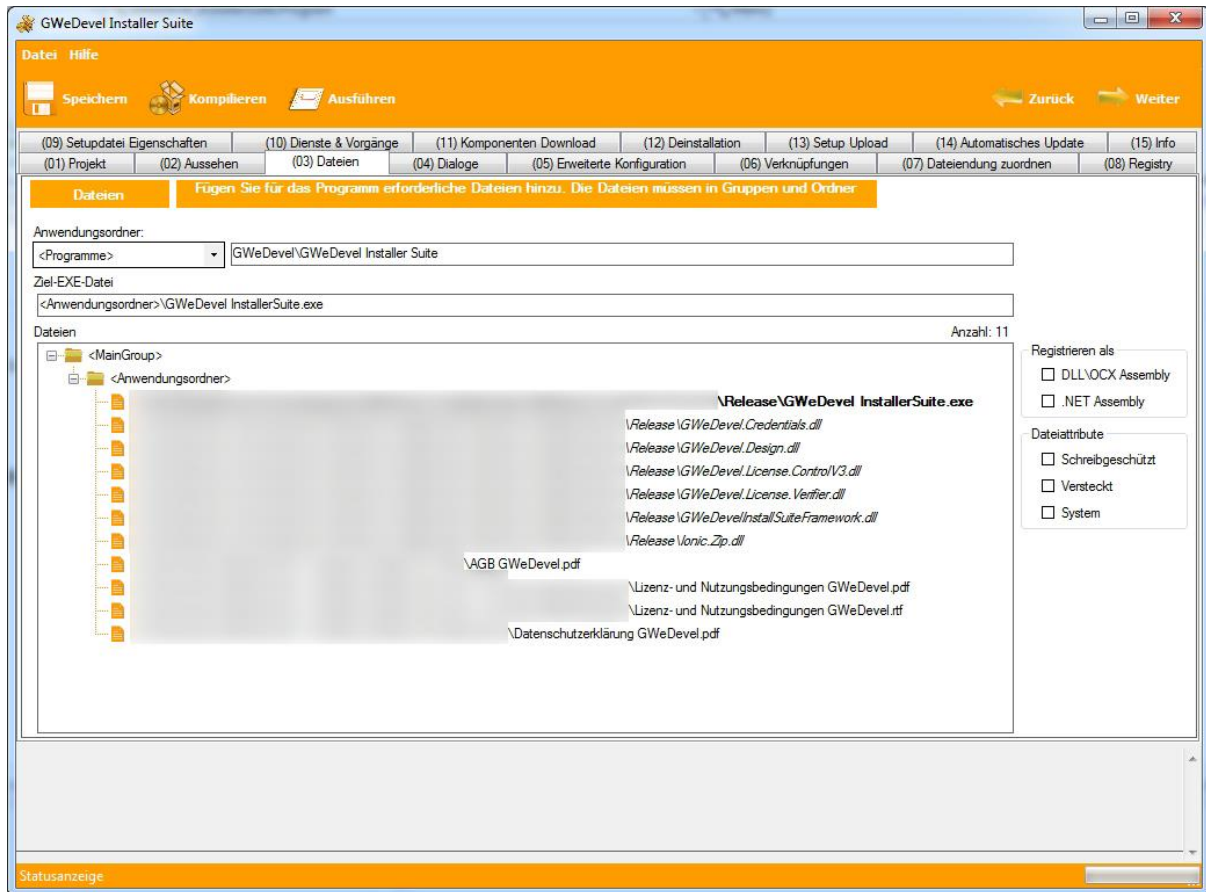 GWeDevel Installer Suite
Datei Hilfe
Speichern Kompilieren Ausführen Zurück Weiter
(09) Setupdatei Eigenschaften (10) Dienste & Vorgänge (11) Komponenten Download (12) Deinstallation (13) Setup Upload (14) Automatisches Update (15) Info
(01) Projekt (02) Aussehen (03) Dateien (04) Dialoge (05) Erweiterte Konfiguration (06) Verknüpfungen (07) Dateiendung zuordnen (08) Registry
Dateien Fügen Sie für das Programm erforderliche Dateien hinzu. Die Dateien müssen in Gruppen und Ordner
Anwendungsordner:
<Programme> GWeDevel\GWeDevel Installer Suite
Ziel-EXE-Datei
<Anwendungsordner>\GWeDevel InstallerSuite.exe
Dateien Anzahl: 11
<MainGroup>
<Anwendungsordner>
\Release\GWeDevel InstallerSuite.exe
\Release\GWeDevel.Credentials.dll
\Release\GWeDevel.Design.dll
\Release\GWeDevel.License.ControlV3.dll
\Release\GWeDevel.License.Verifier.dll
\Release\GWeDevelInstallSuiteFramework.dll
\Release\Ionic.Zip.dll
\AGB GWeDevel.pdf
\Lizenz- und Nutzungsbedingungen GWeDevel.pdf
\Lizenz- und Nutzungsbedingungen GWeDevel.rtf
\Datenschutzerklärung GWeDevel.pdf
Registrieren als
DLL\OCX Assembly
.NET Assembly
Dateiattribute
Schreibgeschützt
Versteckt
System
Statusanzeige